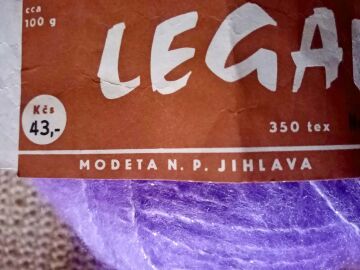 cca
100 g
LEGA
Kčs
43,-
350 tex
MODETA N. P. JIHLAVA